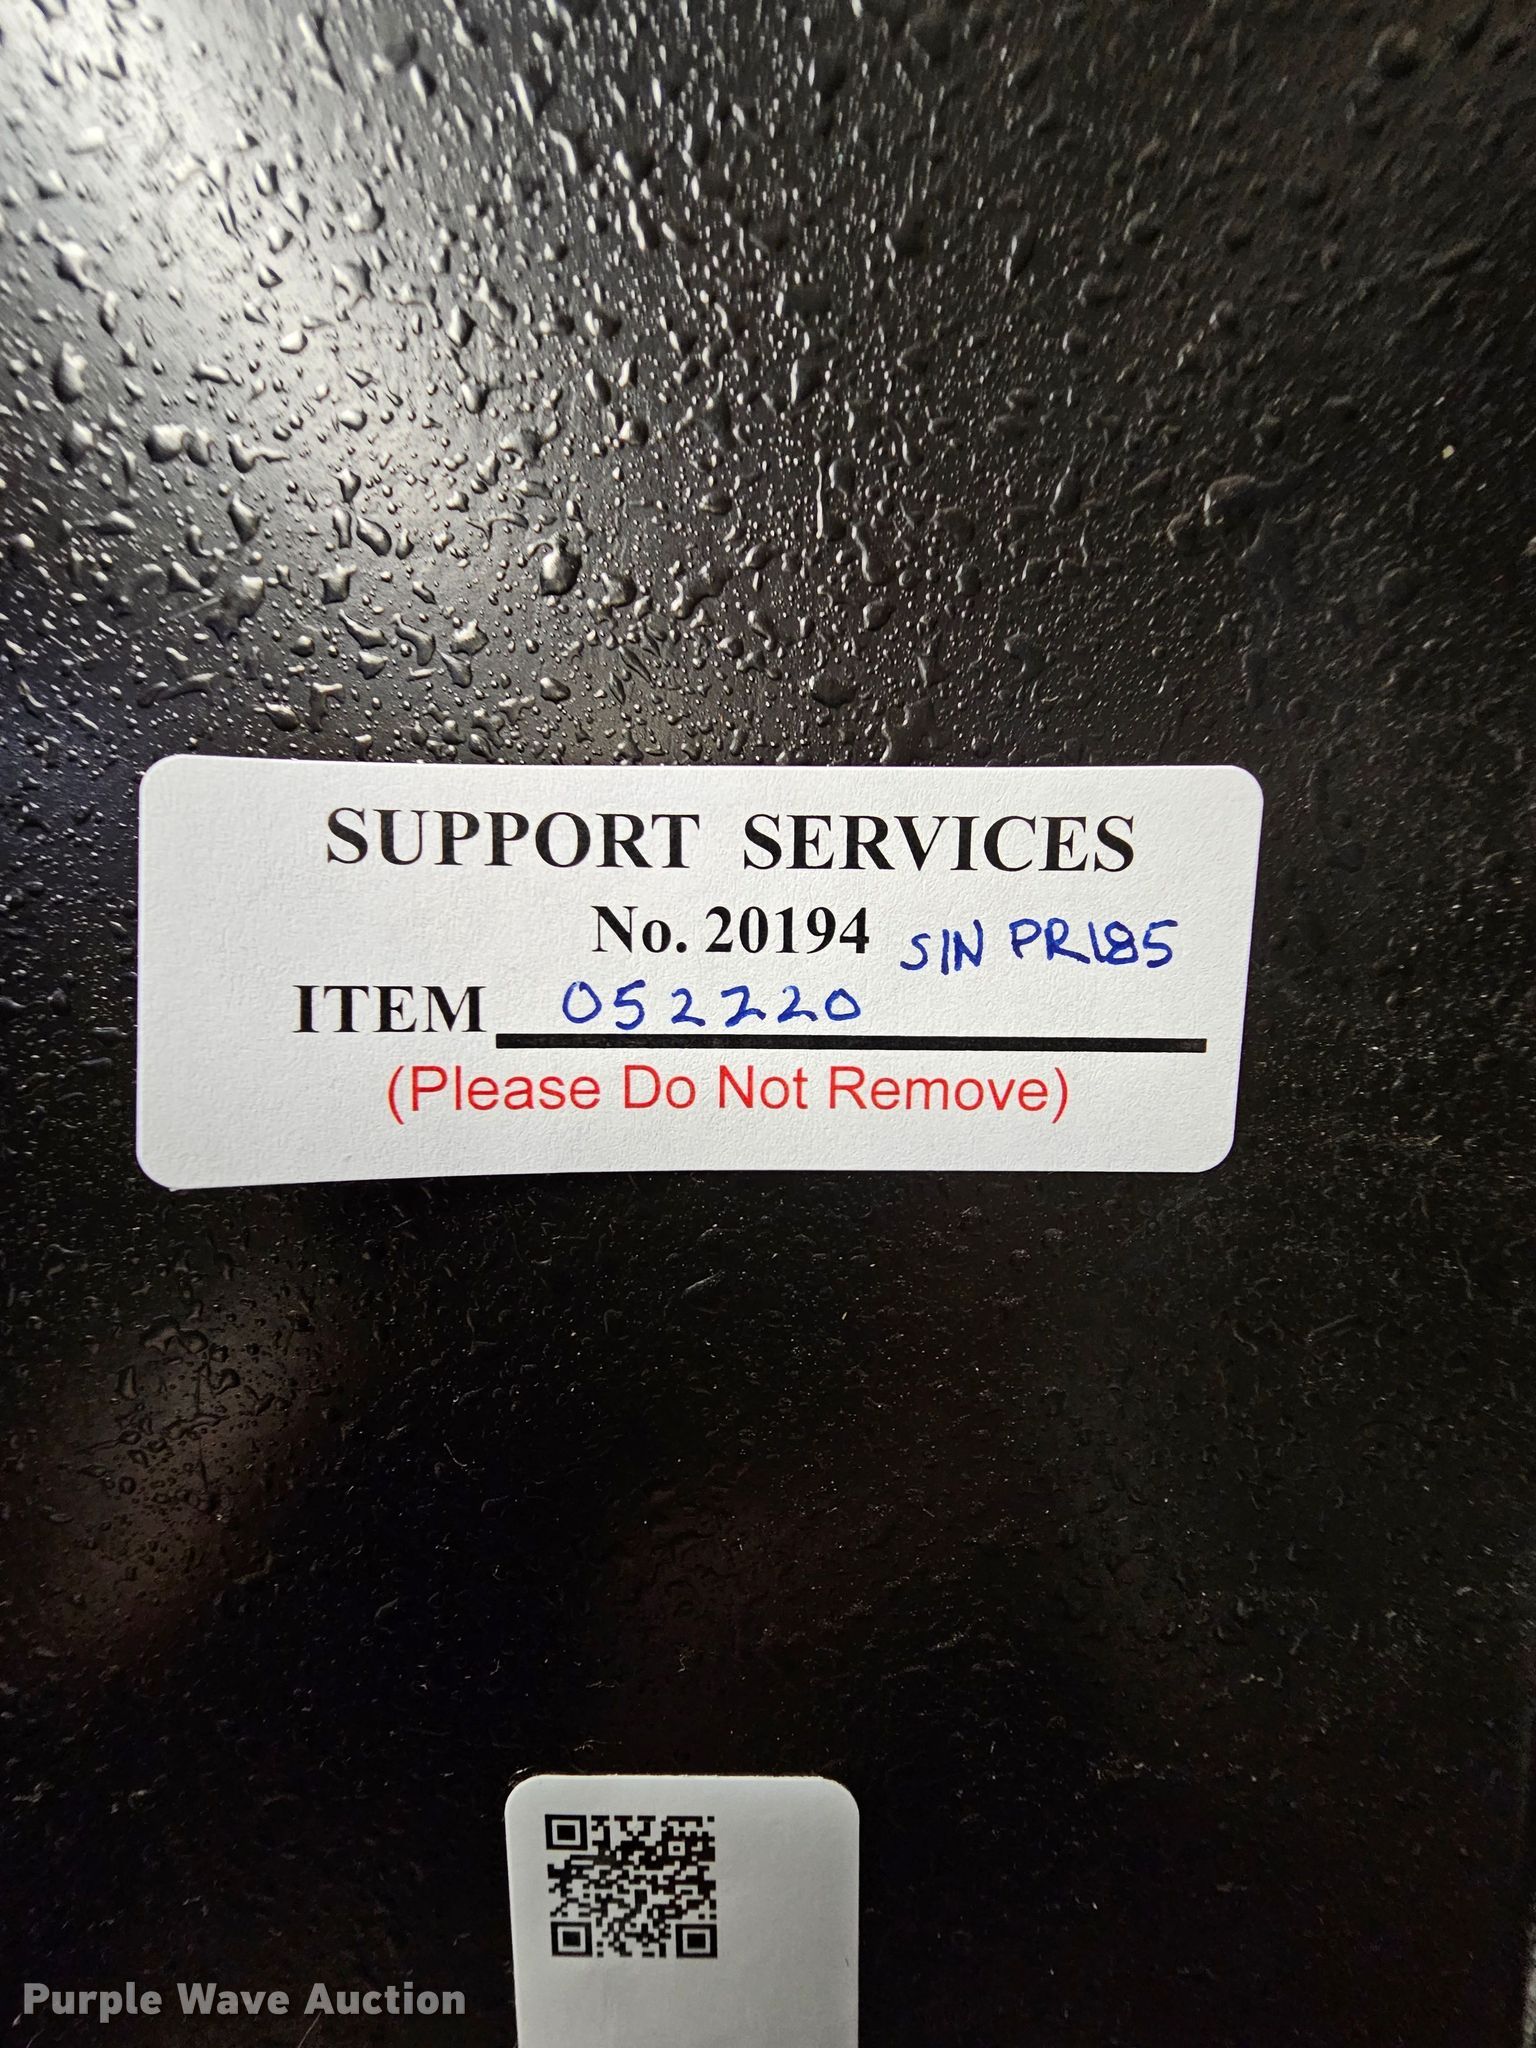 SUPPORT SERVICES
No. 20194 SIN PR185
ITEM 052220
(Please Do Not Remove)
Purple Wave Auction